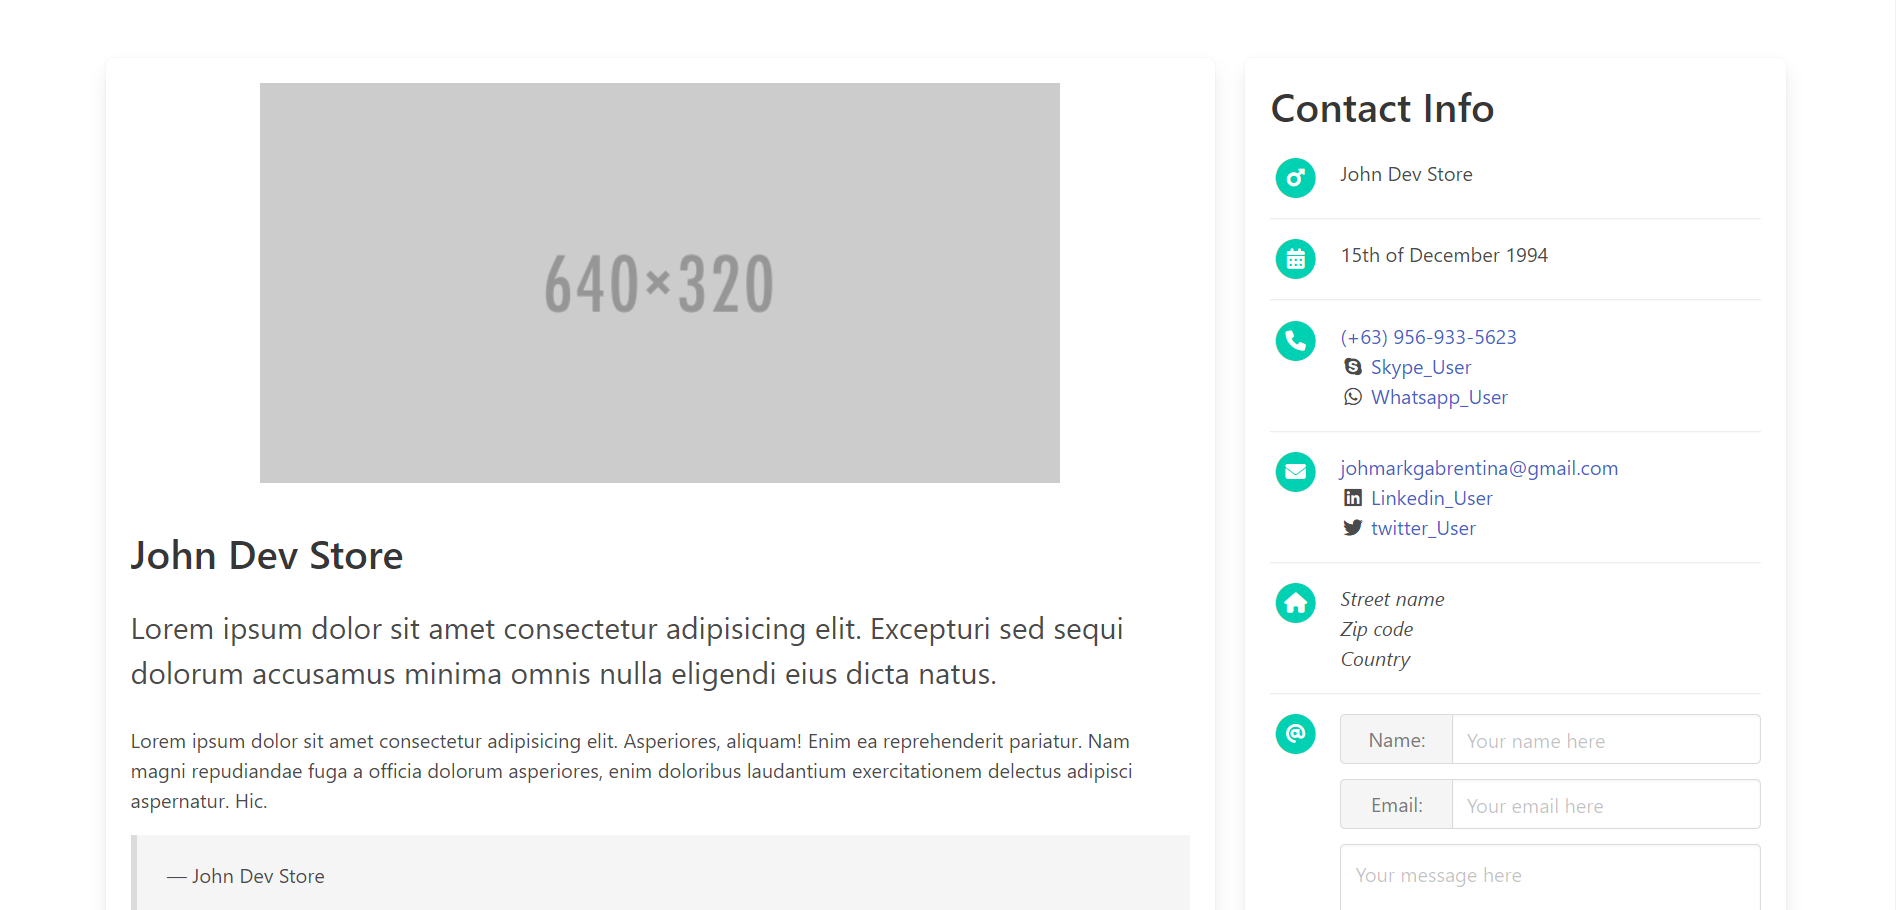 640×320
John Dev Store
Lorem ipsum dolor sit amet consectetur adipisicing elit. Excepturi sed sequi
dolorum accusamus minima omnis nulla eligendi eius dicta natus.
Lorem ipsum dolor sit amet consectetur adipisicing elit. Asperiores, aliquam! Enim ea reprehenderit pariatur. Nam
magni repudiandae fuga a officia dolorum asperiores, enim doloribus laudantium exercitationem delectus adipisci
aspernatur. Hic.
— John Dev Store
Contact Info
John Dev Store
15th of December 1994
(+63) 956-933-5623
Skype_User
Whatsapp_User
johmarkgabrentina@gmail.com
Linkedin_User
twitter_User
Street name
Zip code
Country
Name: Your name here
Email: Your email here
Your message here